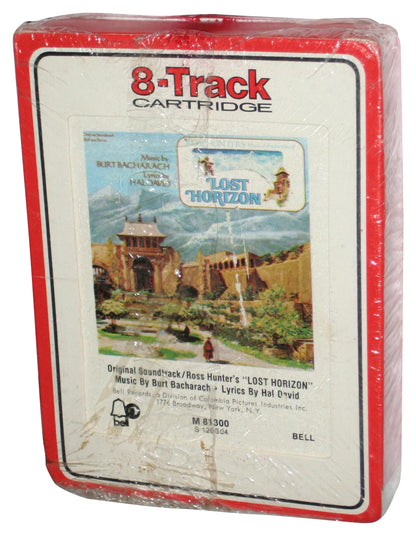 8-Track
CARTRIDGE
Music by
BURT BACHARACH
Lyrics by
HAL DAVID
LOST
HORIZON
Original Soundtrack/Ross Hunter's "LOST HORIZON"
Music By Burt Bacharach • Lyrics By Hal David
Bell Records, a Division of Columbia Pictures Industries Inc.
1776 Broadway, New York, N.Y.
bell
M 81300
S 128304
BELL